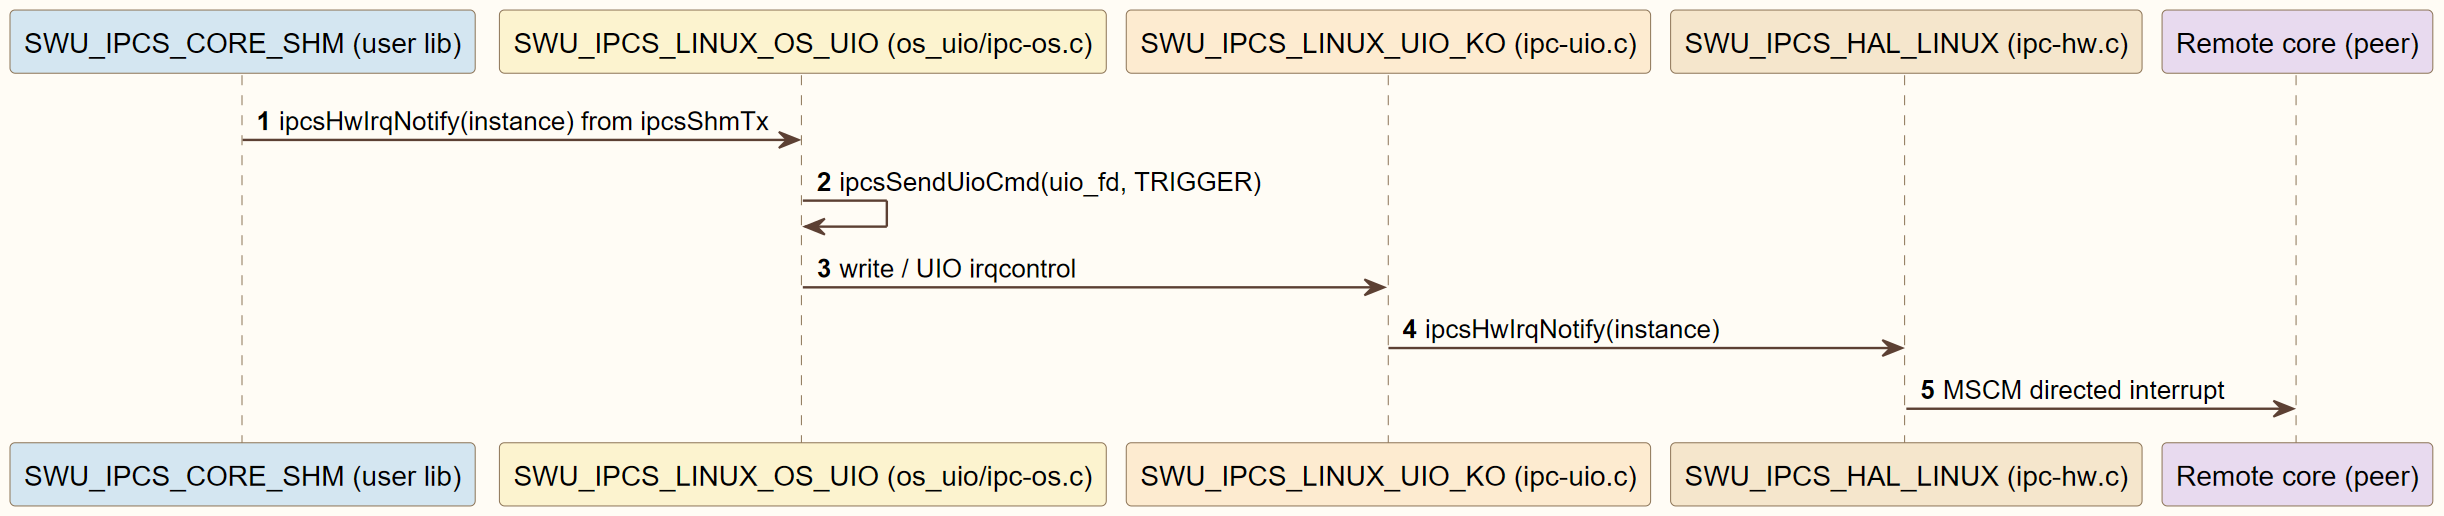 SWU_IPCS_CORE_SHM (user lib)
SWU_IPCS_LINUX_OS_UIO (os_uio/ipc-os.c)
SWU_IPCS_LINUX_UIO_KO (ipc-uio.c)
SWU_IPCS_HAL_LINUX (ipc-hw.c)
Remote core (peer)
1 ipcsHwIrqNotify(instance) from ipcsShmTx
2 ipcsSendUioCmd(uio_fd, TRIGGER)
3 write / UIO irqcontrol
4 ipcsHwIrqNotify(instance)
5 MSCM directed interrupt
SWU_IPCS_CORE_SHM (user lib)
SWU_IPCS_LINUX_OS_UIO (os_uio/ipc-os.c)
SWU_IPCS_LINUX_UIO_KO (ipc-uio.c)
SWU_IPCS_HAL_LINUX (ipc-hw.c)
Remote core (peer)